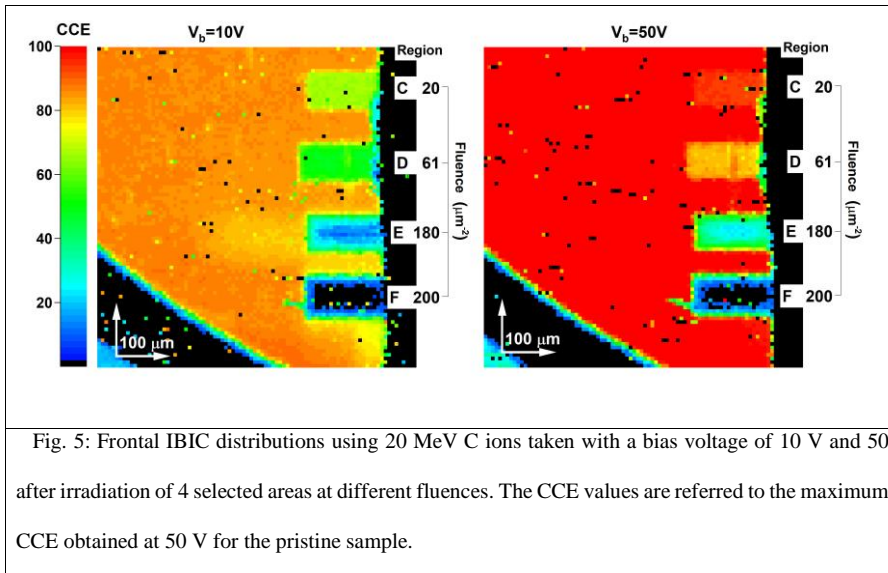 CCE
V_b=10V
V_b=50V
100
80
60
40
20
Region
C 20
D 61
E 180
F 200
Fluence (μm⁻²)
100 μm
Region
C 20
D 61
E 180
F 200
Fluence (μm⁻²)
100 μm
Fig. 5: Frontal IBIC distributions using 20 MeV C ions taken with a bias voltage of 10 V and 50
after irradiation of 4 selected areas at different fluences. The CCE values are referred to the maximum
CCE obtained at 50 V for the pristine sample.